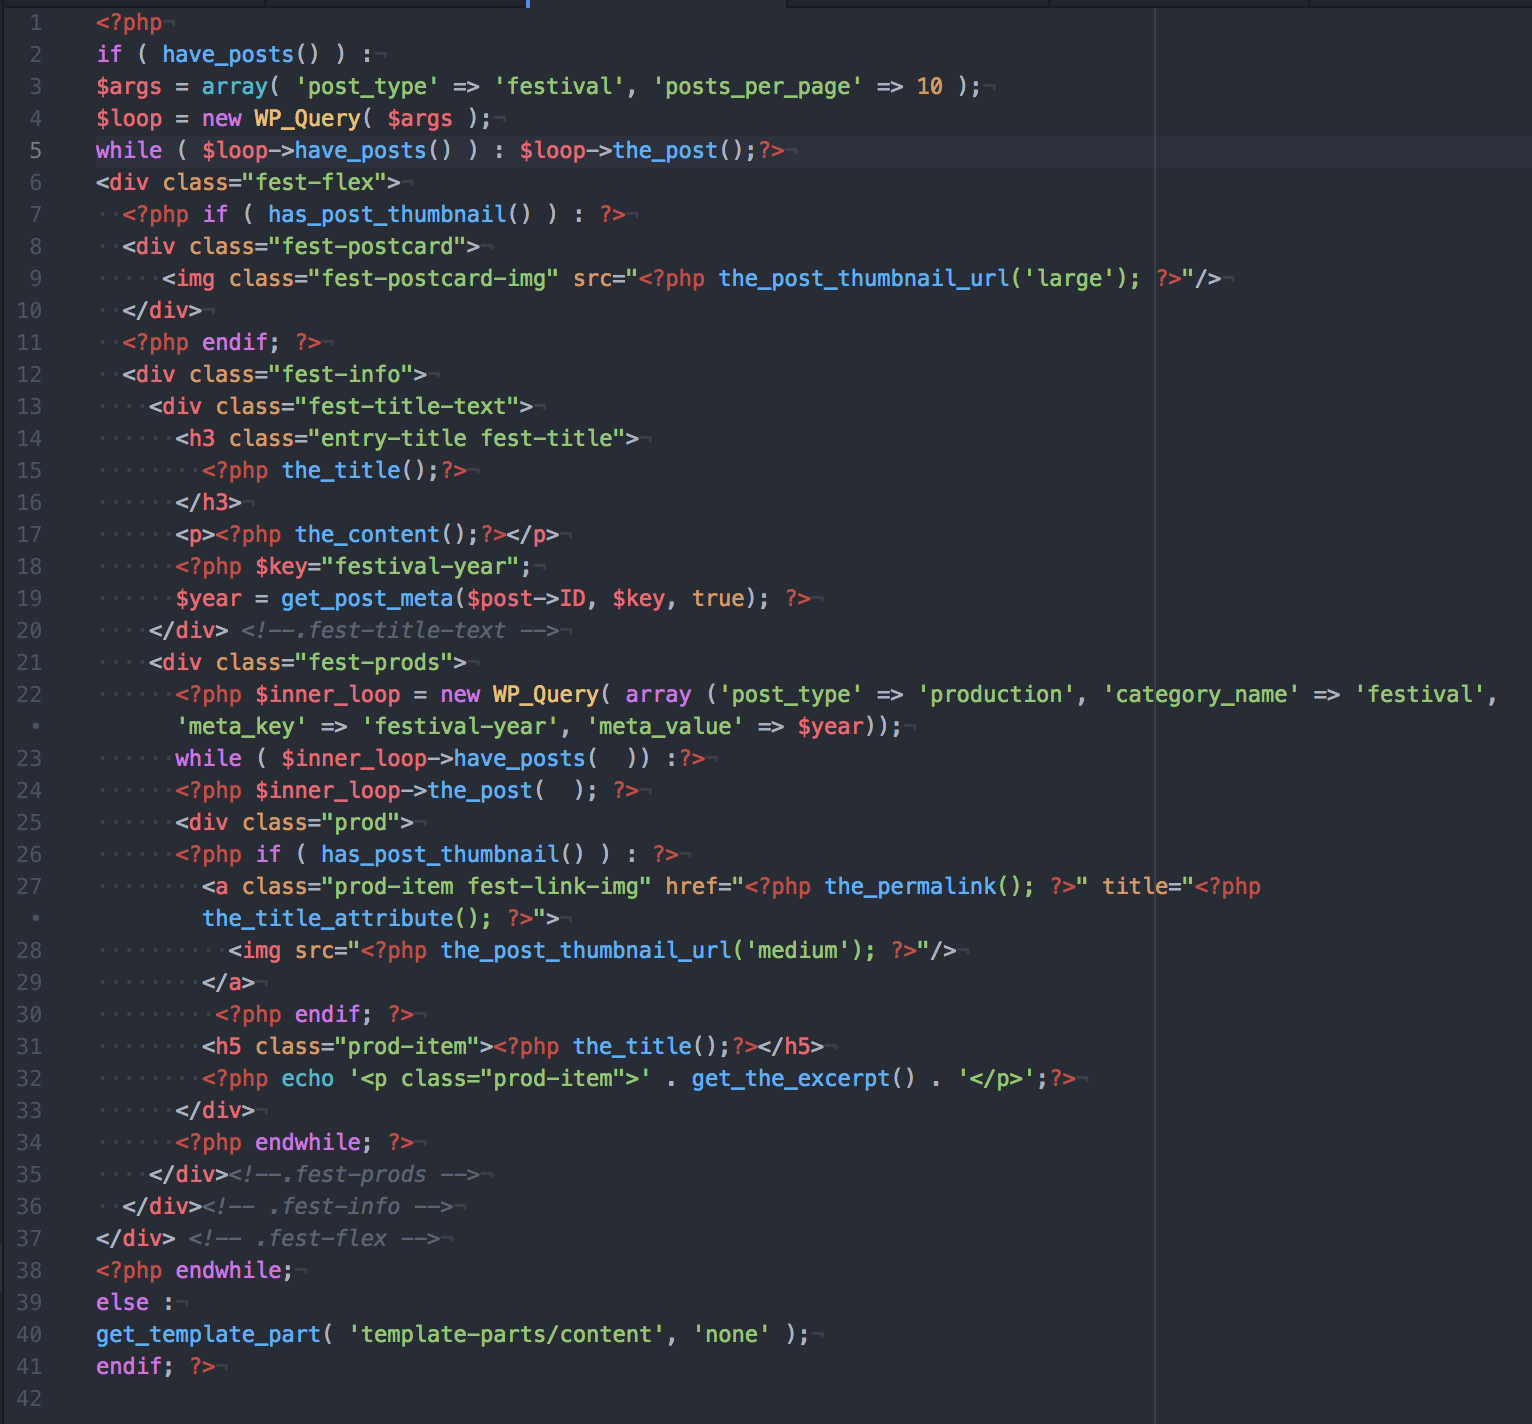 1 <?php¬
2 if ( have_posts() ) :¬
3 $args = array( 'post_type' => 'festival', 'posts_per_page' => 10 );¬
4 $loop = new WP_Query( $args );¬
5 while ( $loop->have_posts() ) : $loop->the_post();?>¬
6 <div class="fest-flex">¬
7 ··<?php if ( has_post_thumbnail() ) : ?>¬
8 ··<div class="fest-postcard">¬
9 ·····<img class="fest-postcard-img" src="<?php the_post_thumbnail_url('large'); ?>"/>¬
10 ··</div>¬
11 ··<?php endif; ?>¬
12 ··<div class="fest-info">¬
13 ····<div class="fest-title-text">¬
14 ······<h3 class="entry-title fest-title">¬
15 ········<?php the_title();?>¬
16 ······</h3>¬
17 ······<p><?php the_content();?></p>¬
18 ······<?php $key="festival-year";¬
19 ······$year = get_post_meta($post->ID, $key, true); ?>¬
20 ····</div> <!--.fest-title-text -->¬
21 ····<div class="fest-prods">¬
22 ······<?php $inner_loop = new WP_Query( array ('post_type' => 'production', 'category_name' => 'festival',
• 'meta_key' => 'festival-year', 'meta_value' => $year));¬
23 ······while ( $inner_loop->have_posts(  )) :?>¬
24 ······<?php $inner_loop->the_post(  ); ?>¬
25 ······<div class="prod">¬
26 ······<?php if ( has_post_thumbnail() ) : ?>¬
27 ········<a class="prod-item fest-link-img" href="<?php the_permalink(); ?>" title="<?php
• the_title_attribute(); ?>">¬
28 ··········<img src="<?php the_post_thumbnail_url('medium'); ?>"/>¬
29 ········</a>¬
30 ·········<?php endif; ?>¬
31 ········<h5 class="prod-item"><?php the_title();?></h5>¬
32 ········<?php echo '<p class="prod-item">' . get_the_excerpt() . '</p>';?>¬
33 ······</div>¬
34 ······<?php endwhile; ?>¬
35 ····</div><!--.fest-prods -->¬
36 ··</div><!-- .fest-info -->¬
37 </div> <!-- .fest-flex -->¬
38 <?php endwhile;¬
39 else :¬
40 get_template_part( 'template-parts/content', 'none' );¬
41 endif; ?>¬
42